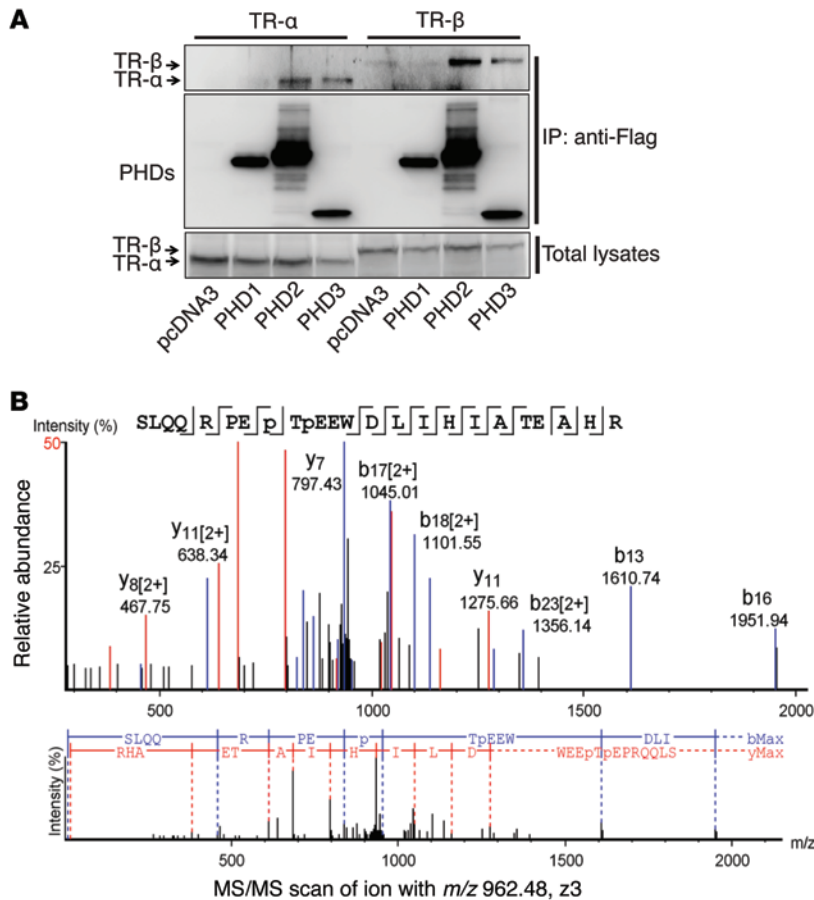 A
TR-α TR-β
TR-β
TR-α
PHDs
IP: anti-Flag
TR-β
TR-α
Total lysates
pcDNA3 PHD1 PHD2 PHD3 pcDNA3 PHD1 PHD2 PHD3
B
Intensity (%)
SLQQRPEpTpEEWDLIHIATEAHR
50
25
Relative abundance
y7
797.43
b17[2+]
1045.01
y11[2+]
638.34
b18[2+]
1101.55
y8[2+]
467.75
y11
1275.66
b23[2+]
1356.14
b13
1610.74
b16
1951.94
500 1000 1500 2000
SLQQ R PE p TpEEW DLI bMax
RHA ET A I H I L D WEEpTpEPRQQLS yMax
Intensity (%)
500 1000 1500 2000 m/z
MS/MS scan of ion with m/z 962.48, z3